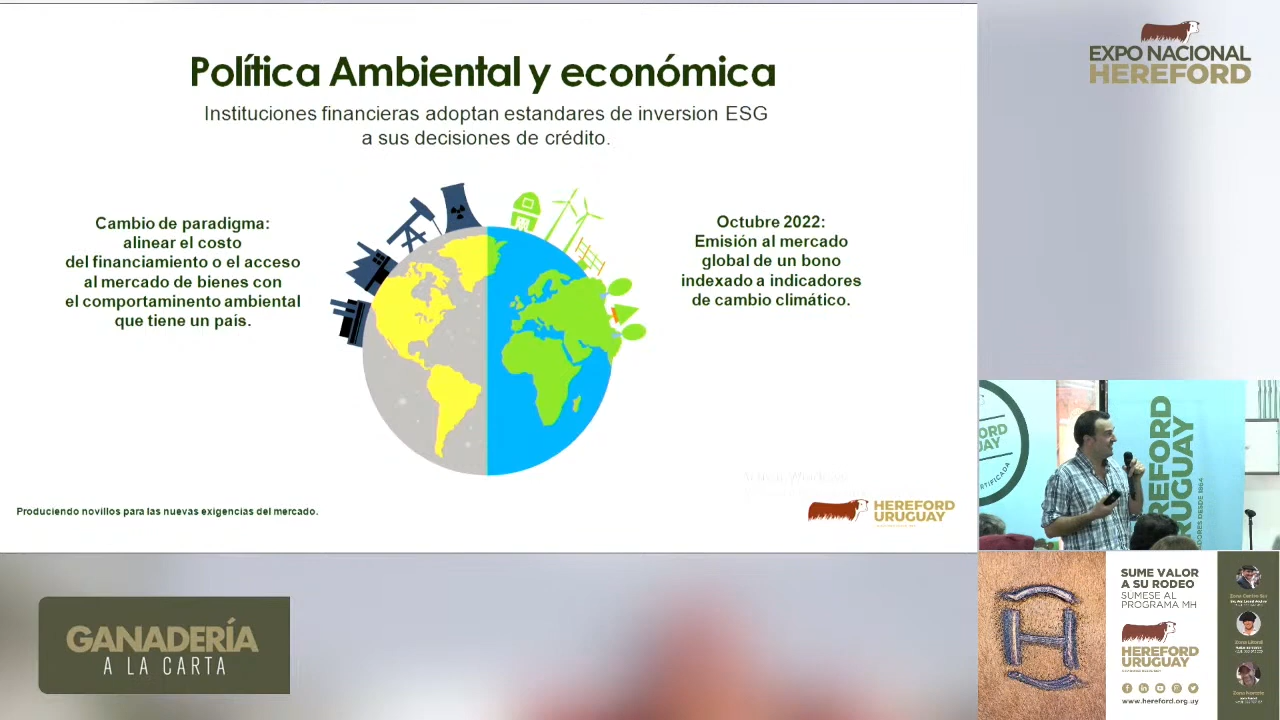 Política Ambiental y económica
Instituciones financieras adoptan estandares de inversion ESG
a sus decisiones de crédito.
Cambio de paradigma:
alinear el costo
del financiamiento o el acceso
al mercado de bienes con
el comportaminento ambiental
que tiene un país.
Octubre 2022:
Emisión al mercado
global de un bono
indexado a indicadores
de cambio climático.
Produciendo novillos para las nuevas exigencias del mercado.
HEREFORD
URUGUAY
GANADERÍA
A LA CARTA
EXPO NACIONAL
HEREFORD
HEREFORD
URUGUAY
SUME VALOR
A SU RODEO
SÚMESE AL
PROGRAMA MH
HEREFORD
URUGUAY
www.hereford.org.uy
H